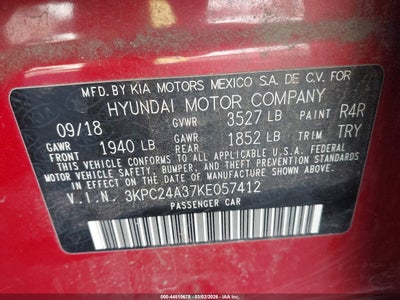 MFD. BY KIA MOTORS MEXICO S.A. DE C.V. FOR
HYUNDAI MOTOR COMPANY
09/18 GVWR 3527 LB PAINT R4R
GAWR FRONT 1940 LB GAWR REAR 1852 LB TRIM TRY
THIS VEHICLE CONFORMS TO ALL APPLICABLE U.S.A. FEDERAL
MOTOR VEHICLE SAFETY, BUMPER, AND THEFT PREVENTION
STANDARDS IN EFFECT ON THE DATE OF MANUFACTURE SHOWN ABOVE.
V.I.N. 3KPC24A37KE057412
PASSENGER CAR